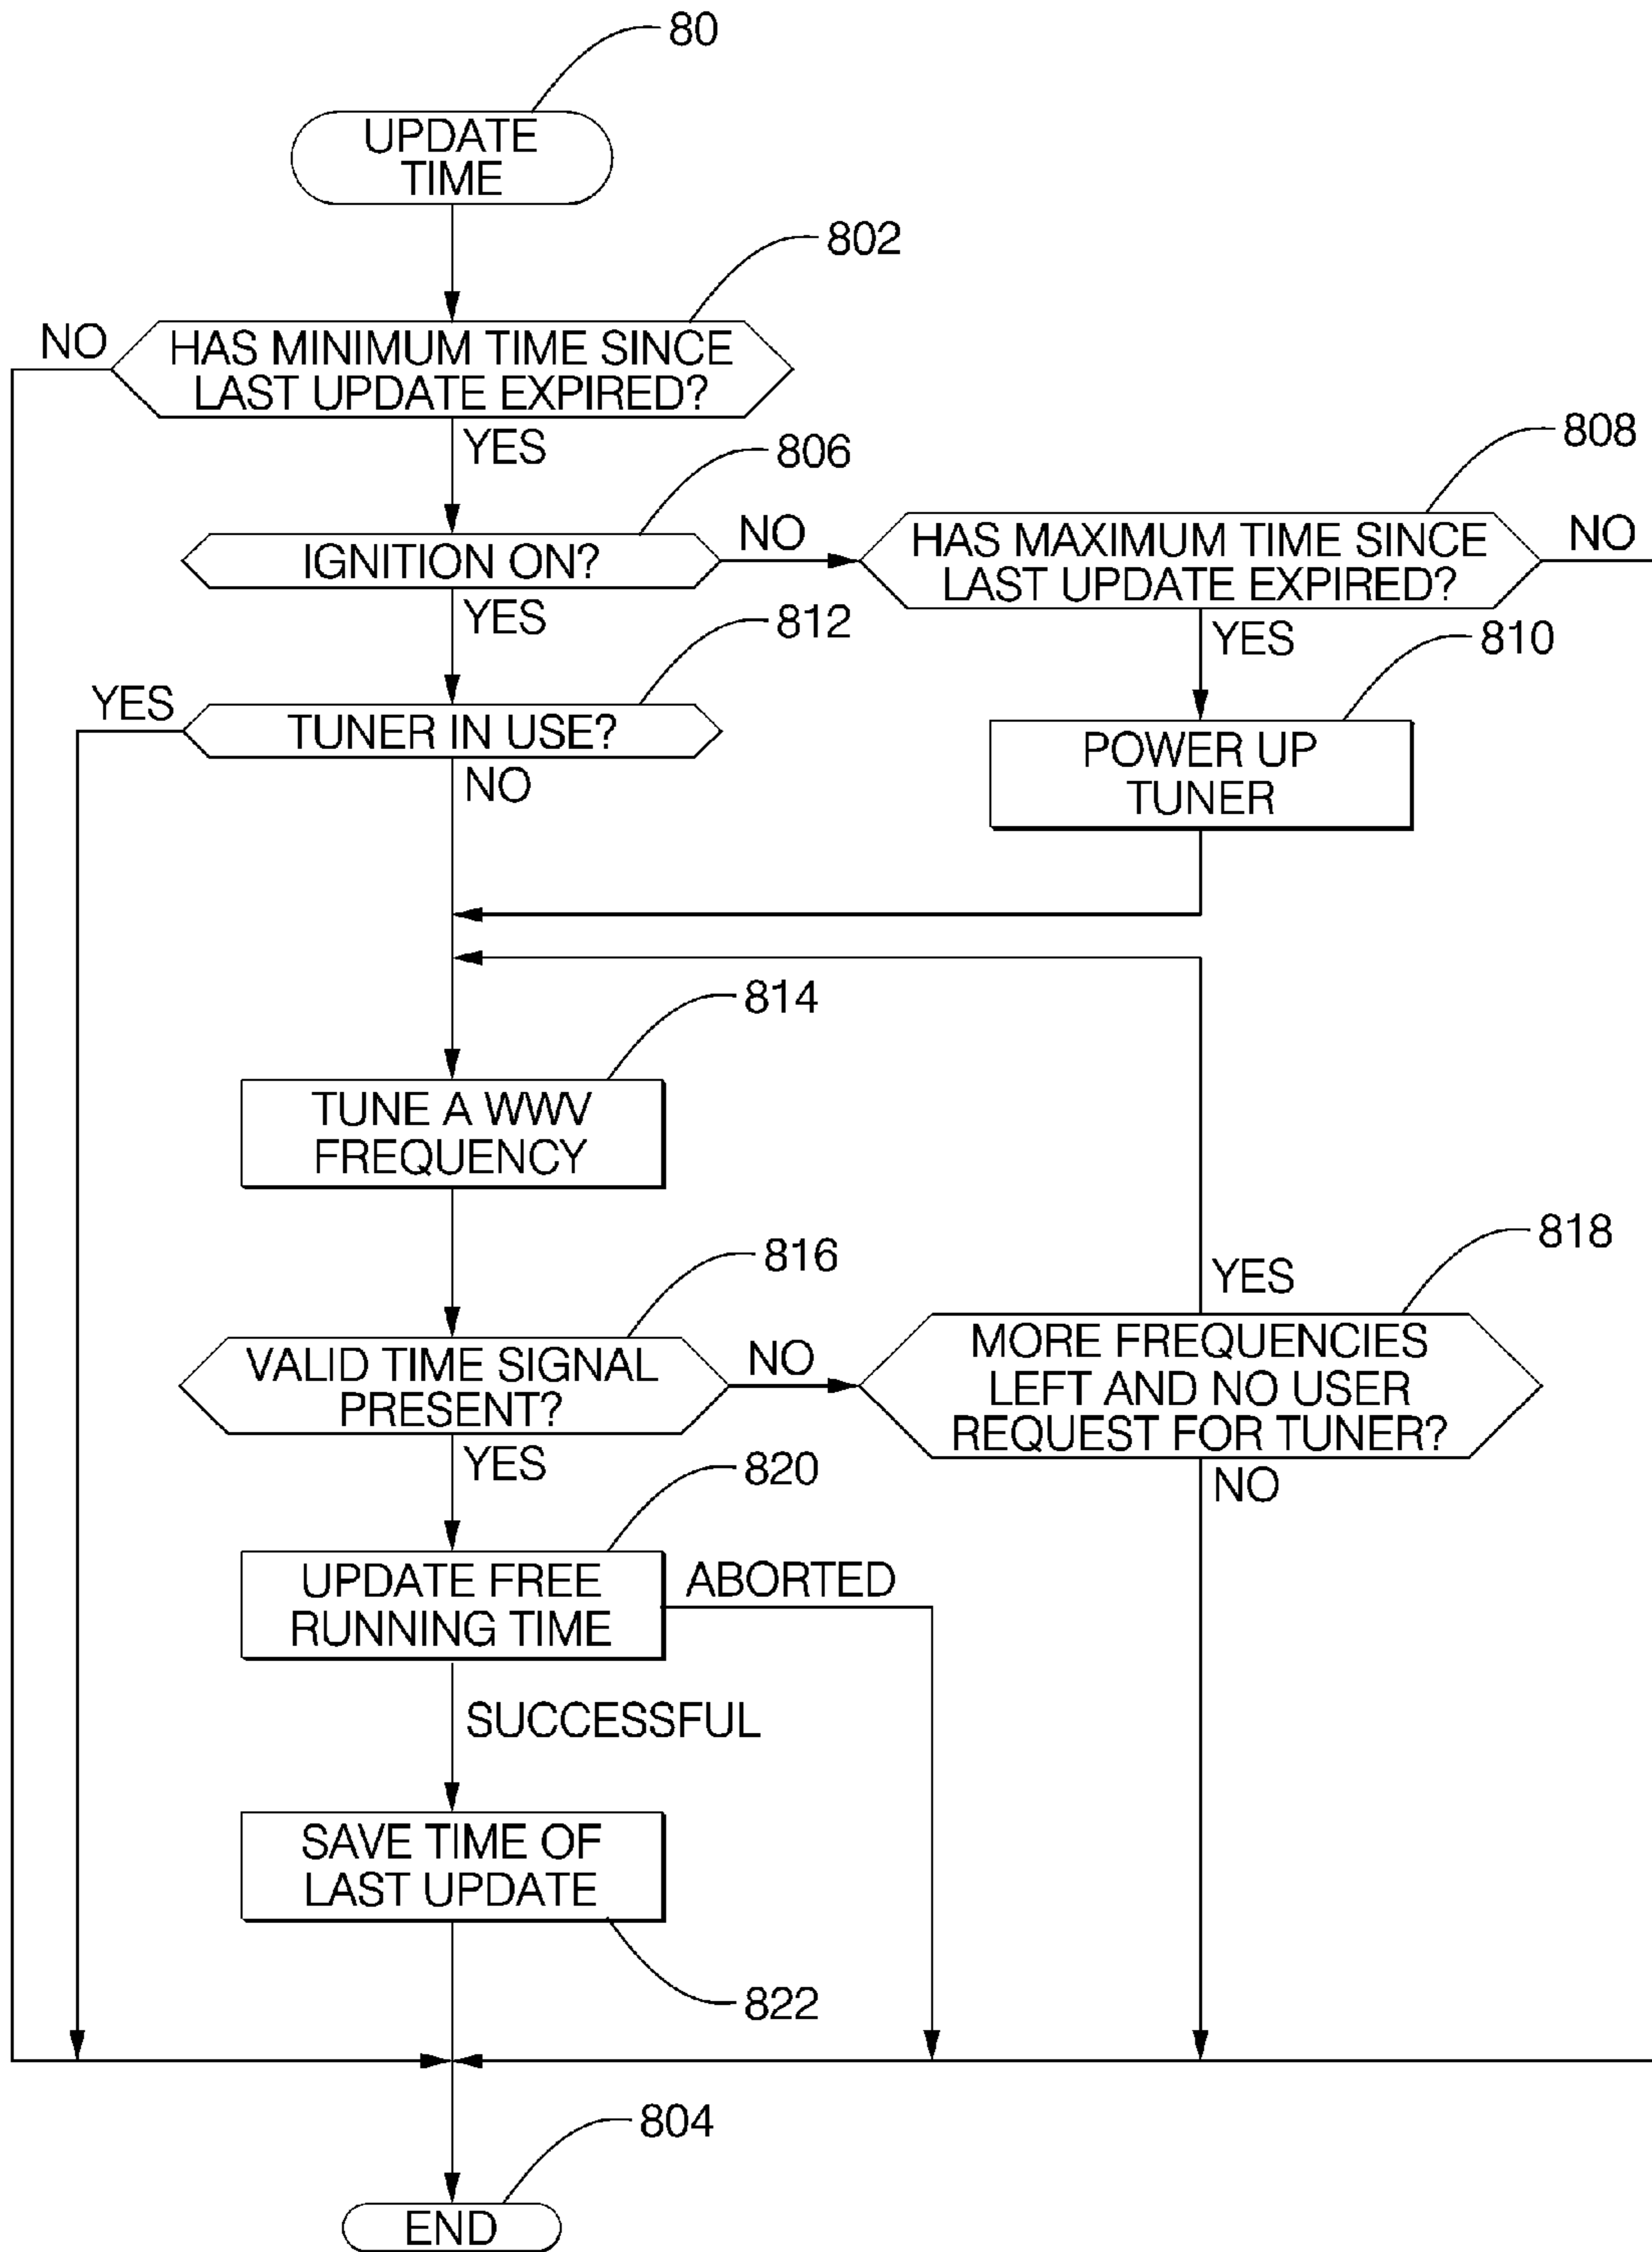 80
UPDATE
TIME
802
NO
HAS MINIMUM TIME SINCE
LAST UPDATE EXPIRED?
YES
806
808
IGNITION ON?
NO
HAS MAXIMUM TIME SINCE
LAST UPDATE EXPIRED?
NO
YES
812
YES
810
YES
TUNER IN USE?
NO
POWER UP
TUNER
814
TUNE A WWV
FREQUENCY
816
818
YES
VALID TIME SIGNAL
PRESENT?
NO
MORE FREQUENCIES
LEFT AND NO USER
REQUEST FOR TUNER?
YES
820
NO
UPDATE FREE
RUNNING TIME
ABORTED
SUCCESSFUL
SAVE TIME OF
LAST UPDATE
822
804
END